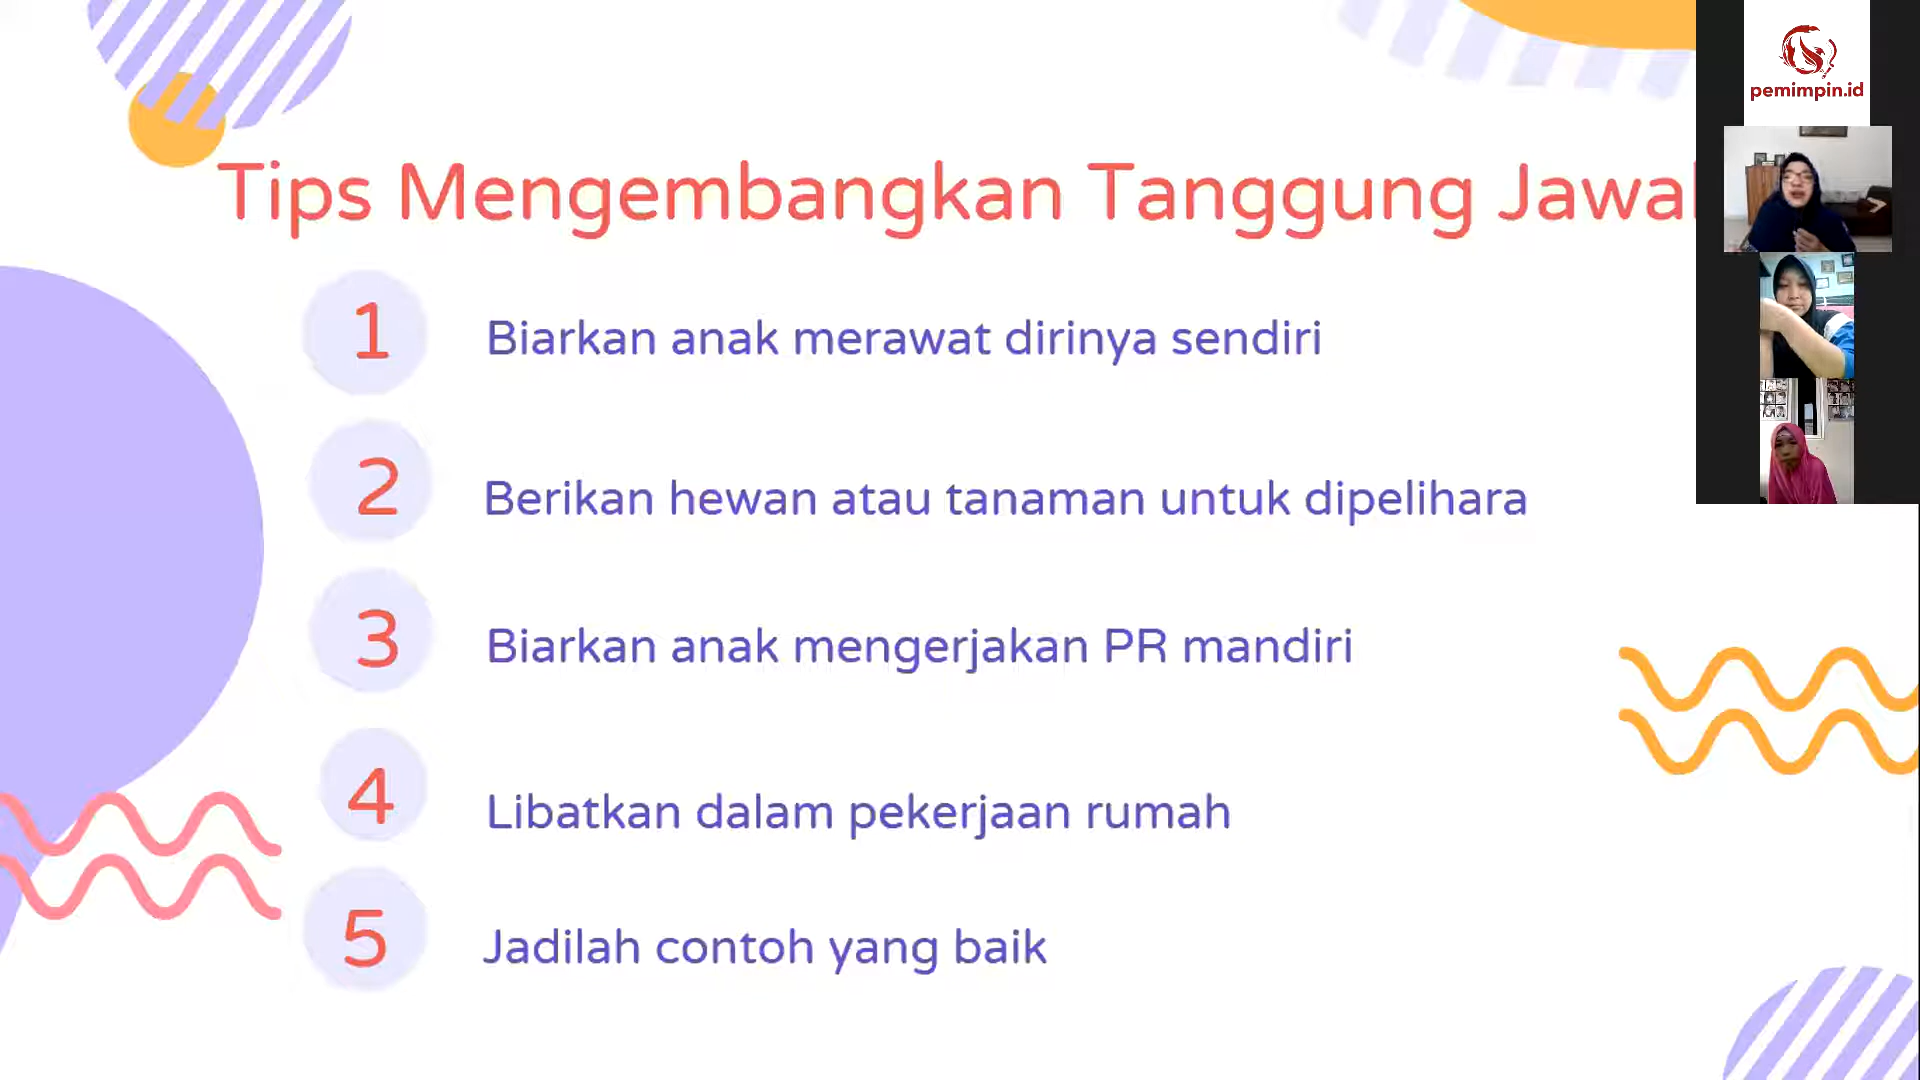 pemimpin.id
Tips Mengembangkan Tanggung Jawa
1 Biarkan anak merawat dirinya sendiri
2 Berikan hewan atau tanaman untuk dipelihara
3 Biarkan anak mengerjakan PR mandiri
4 Libatkan dalam pekerjaan rumah
5 Jadilah contoh yang baik